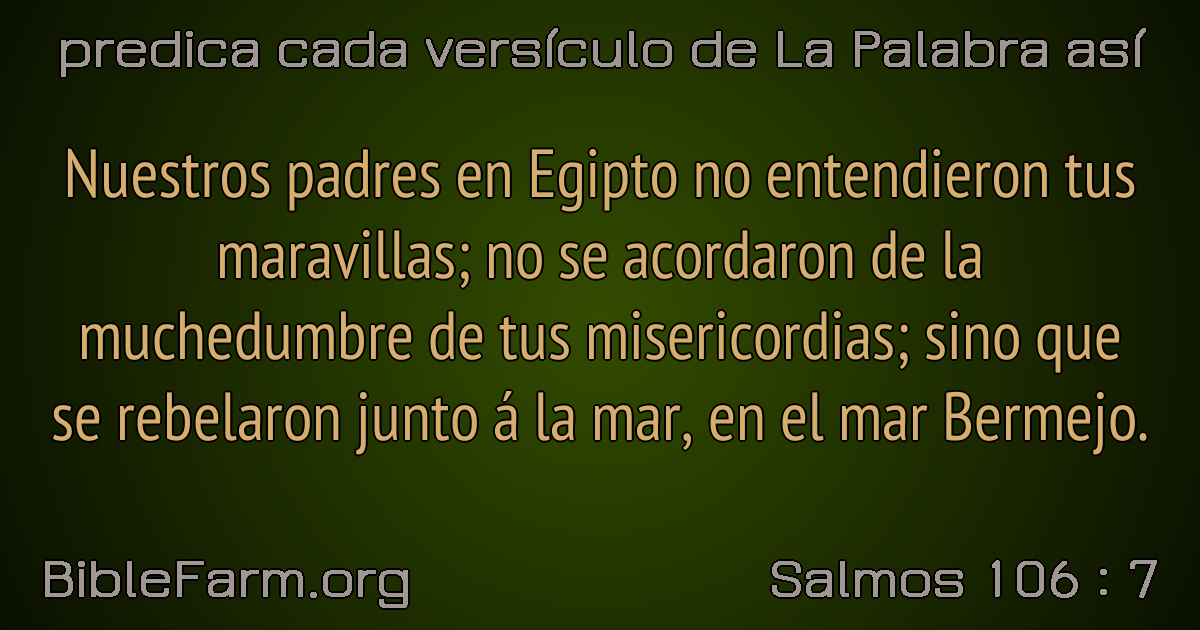 predica cada versículo de La Palabra así
Nuestros padres en Egipto no entendieron tus
maravillas; no se acordaron de la
muchedumbre de tus misericordias; sino que
se rebelaron junto á la mar, en el mar Bermejo.
BibleFarm.org
Salmos 106 : 7